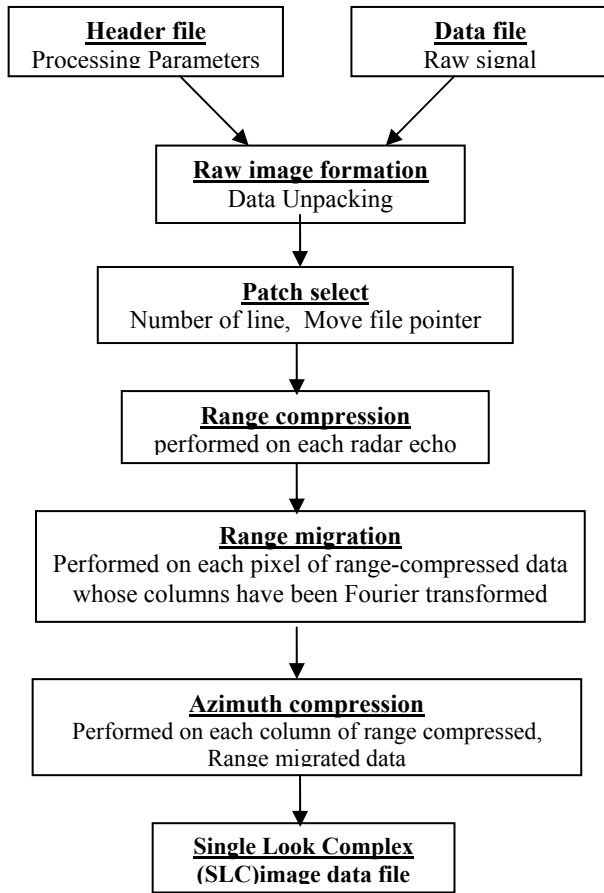 Header file
Processing Parameters
Data file
Raw signal
Raw image formation
Data Unpacking
Patch select
Number of line, Move file pointer
Range compression
performed on each radar echo
Range migration
Performed on each pixel of range-compressed data
whose columns have been Fourier transformed
Azimuth compression
Performed on each column of range compressed,
Range migrated data
Single Look Complex
(SLC)image data file